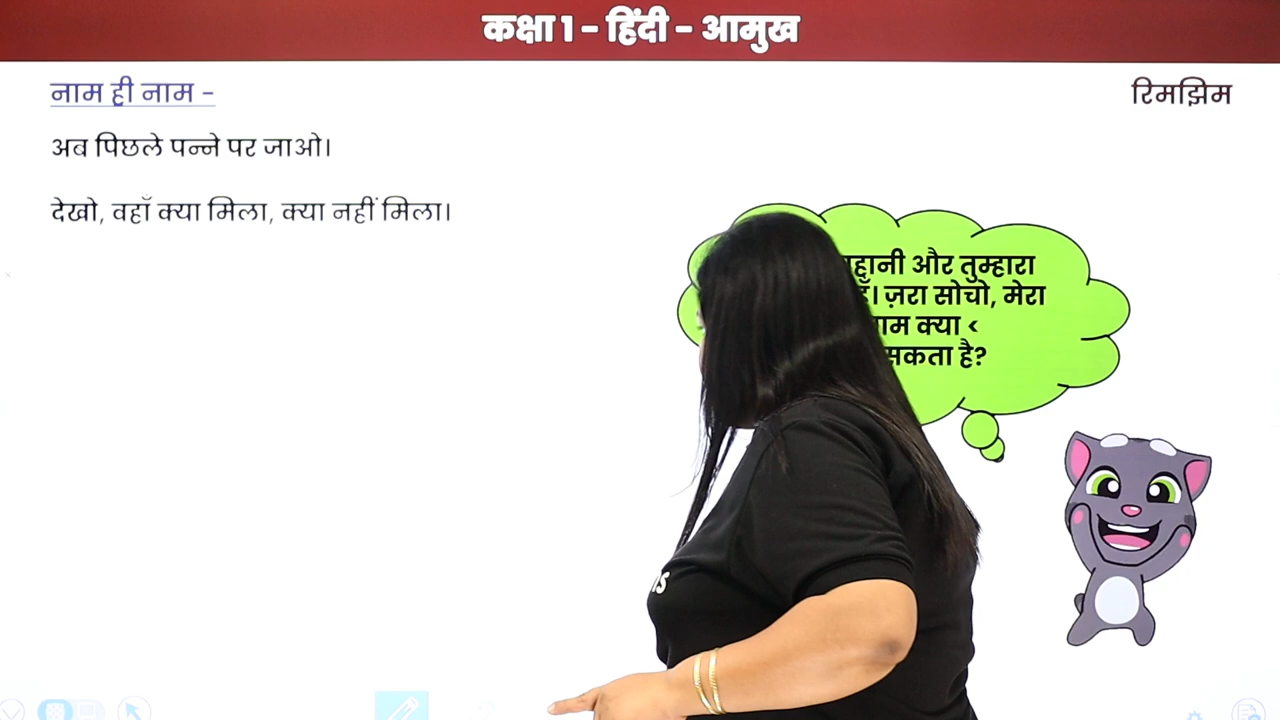 कक्षा 1 - हिंदी - आमुख
नाम ही नाम -
रिमझिम
अब पिछले पन्ने पर जाओ।
देखो, वहाँ क्या मिला, क्या नहीं मिला।
और तुम्हारा
ज़रा सोचो, मेरा
क्या <
सकता है?